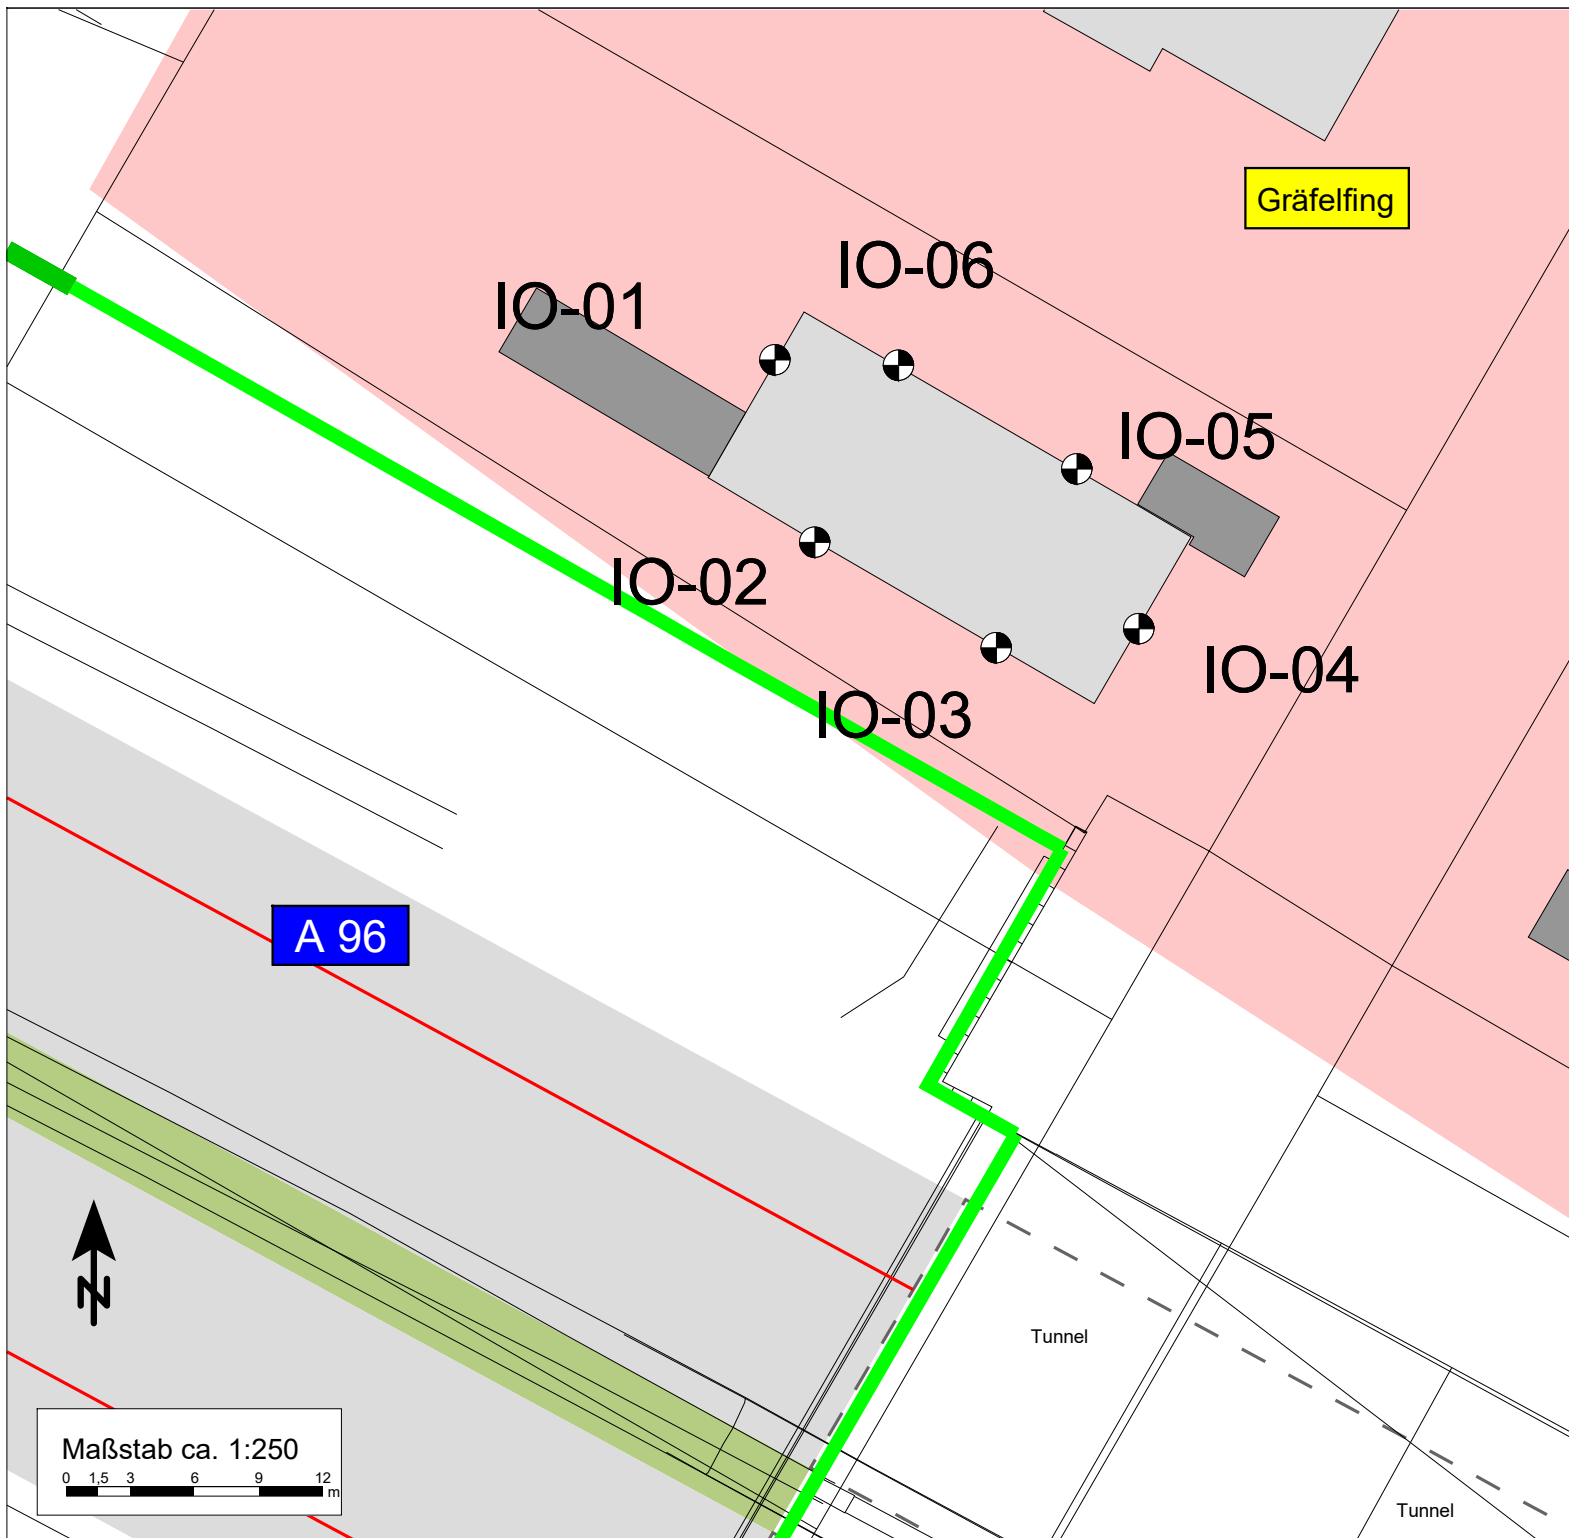 Gräfelfing
IO-06
IO-01
IO-05
IO-02
IO-04
IO-03
A 96
N
Tunnel
Maßstab ca. 1:250
0 1,5 3 6 9 12
m
Tunnel